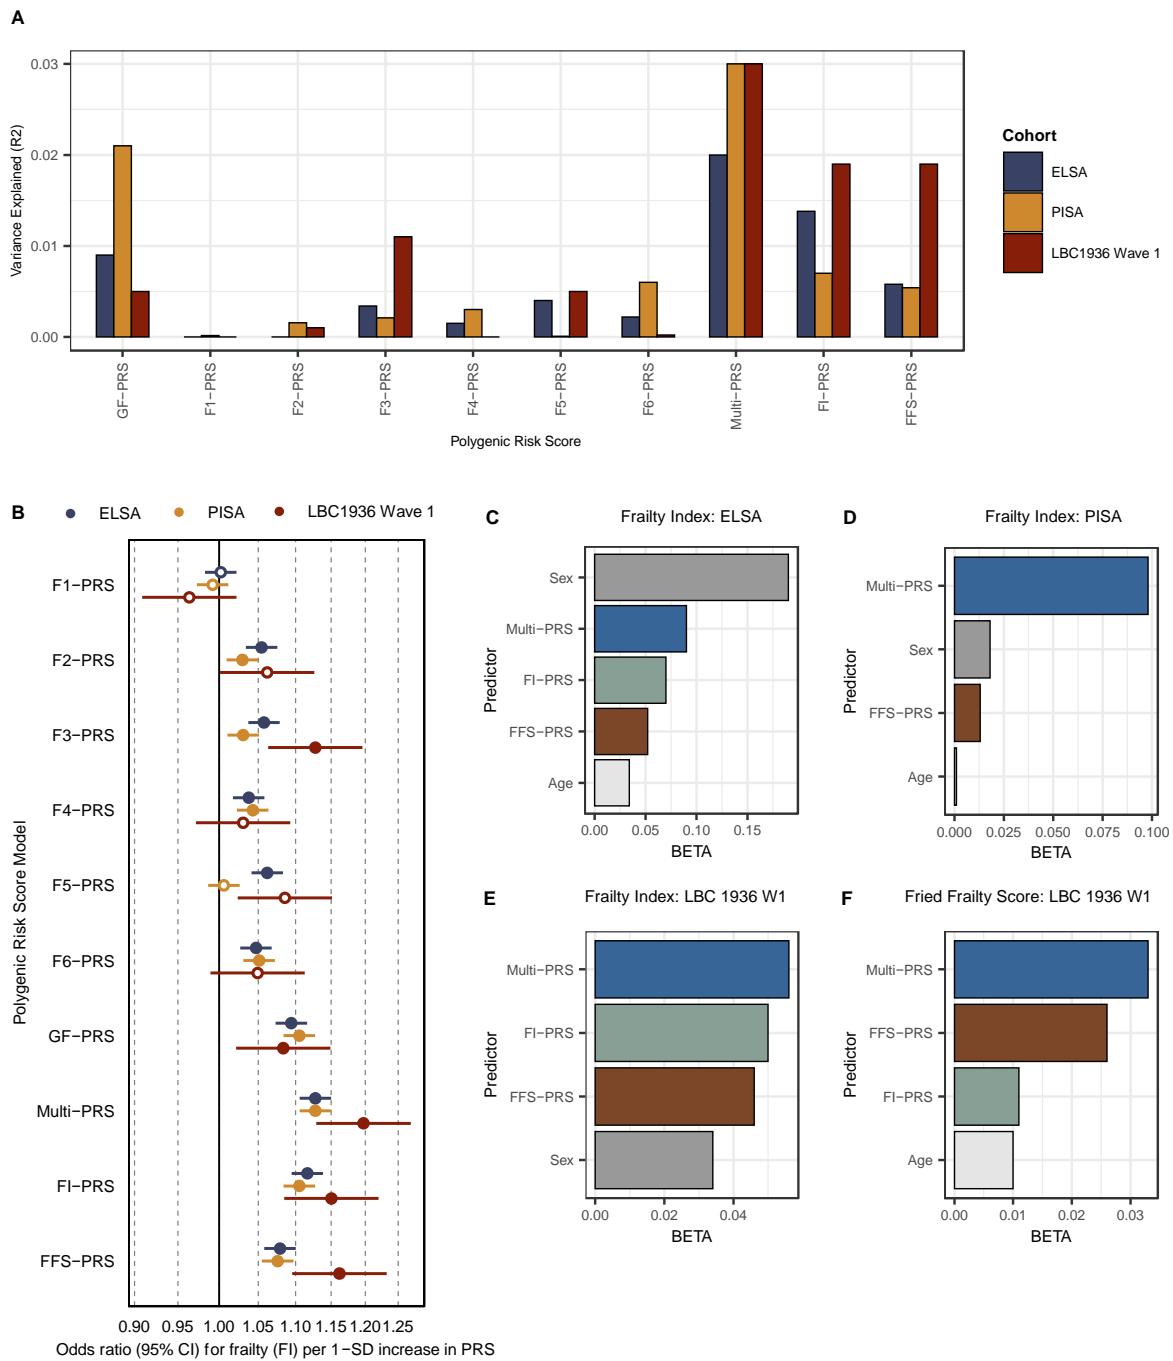 A
Variance Explained (R2)
0.03
0.02
0.01
0.00
GF−PRS
F1−PRS
F2−PRS
F3−PRS
F4−PRS
F5−PRS
F6−PRS
Multi−PRS
FI−PRS
FFS−PRS
Polygenic Risk Score
Cohort
ELSA
PISA
LBC1936 Wave 1
B
ELSA PISA LBC1936 Wave 1
Polygenic Risk Score Model
F1−PRS
F2−PRS
F3−PRS
F4−PRS
F5−PRS
F6−PRS
GF−PRS
Multi−PRS
FI−PRS
FFS−PRS
0.90 0.95 1.00 1.05 1.10 1.15 1.20 1.25
Odds ratio (95% CI) for frailty (FI) per 1−SD increase in PRS
C
Frailty Index: ELSA
Predictor
Sex
Multi−PRS
FI−PRS
FFS−PRS
Age
0.00 0.05 0.10 0.15
BETA
D
Frailty Index: PISA
Predictor
Multi−PRS
Sex
FFS−PRS
Age
0.000 0.025 0.050 0.075 0.100
BETA
E
Frailty Index: LBC 1936 W1
Predictor
Multi−PRS
FI−PRS
FFS−PRS
Sex
0.00 0.02 0.04
BETA
F
Fried Frailty Score: LBC 1936 W1
Predictor
Multi−PRS
FFS−PRS
FI−PRS
Age
0.00 0.01 0.02 0.03
BETA